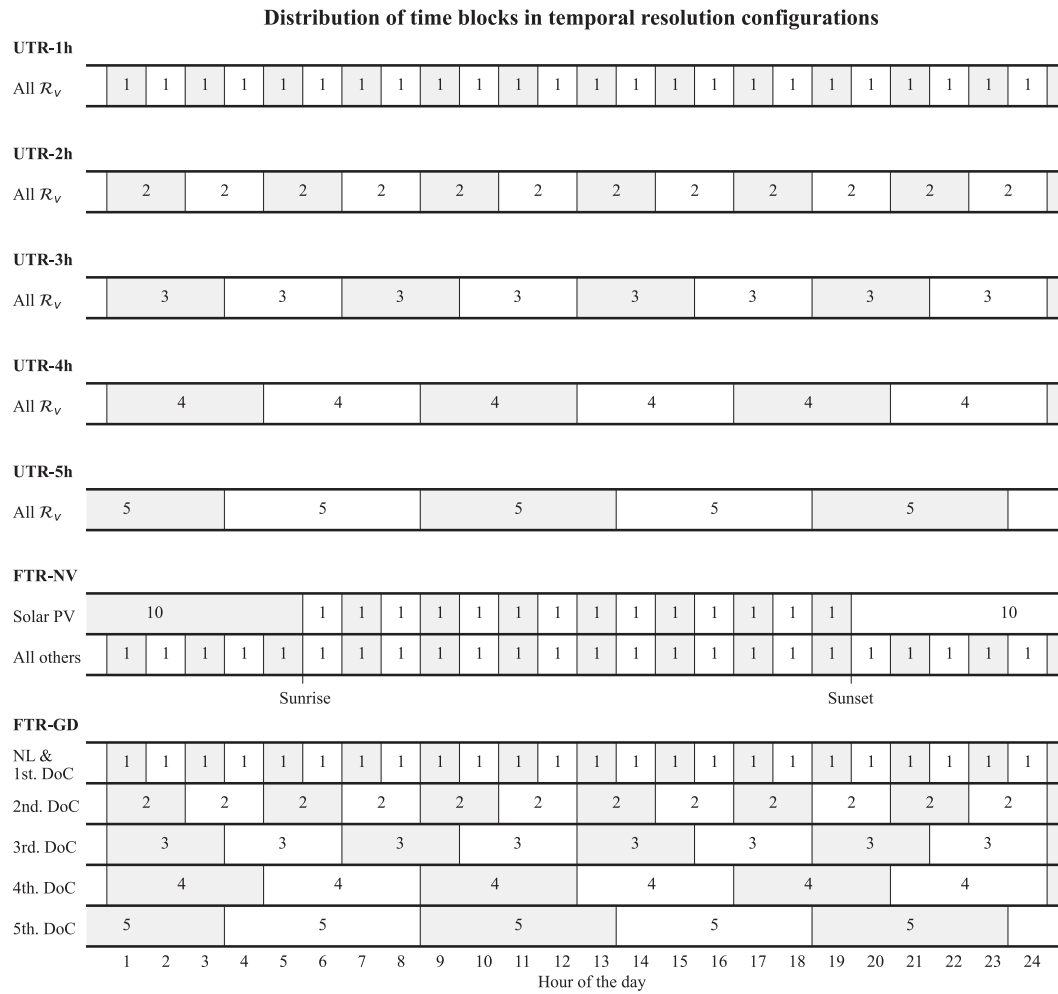 Distribution of time blocks in temporal resolution configurations
UTR-1h
All ℛᵥ 1 1 1 1 1 1 1 1 1 1 1 1 1 1 1 1 1 1 1 1 1 1 1 1
UTR-2h
All ℛᵥ 2 2 2 2 2 2 2 2 2 2 2 2
UTR-3h
All ℛᵥ 3 3 3 3 3 3 3 3
UTR-4h
All ℛᵥ 4 4 4 4 4 4
UTR-5h
All ℛᵥ 5 5 5 5 5
FTR-NV
Solar PV 10 1 1 1 1 1 1 1 1 1 1 1 1 1 1 10
All others 1 1 1 1 1 1 1 1 1 1 1 1 1 1 1 1 1 1 1 1 1 1 1 1
Sunrise Sunset
FTR-GD
NL &
1st. DoC 1 1 1 1 1 1 1 1 1 1 1 1 1 1 1 1 1 1 1 1 1 1 1 1
2nd. DoC 2 2 2 2 2 2 2 2 2 2 2 2
3rd. DoC 3 3 3 3 3 3 3 3
4th. DoC 4 4 4 4 4 4
5th. DoC 5 5 5 5 5
1 2 3 4 5 6 7 8 9 10 11 12 13 14 15 16 17 18 19 20 21 22 23 24
Hour of the day